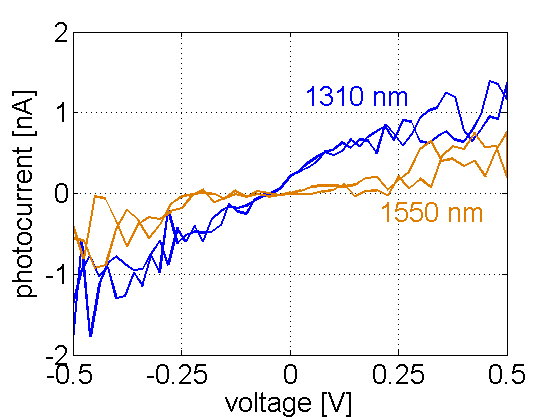 2
1
0
-1
-2
photocurrent [nA]
1310 nm
1550 nm
-0.5 -0.25 0 0.25 0.5
voltage [V]